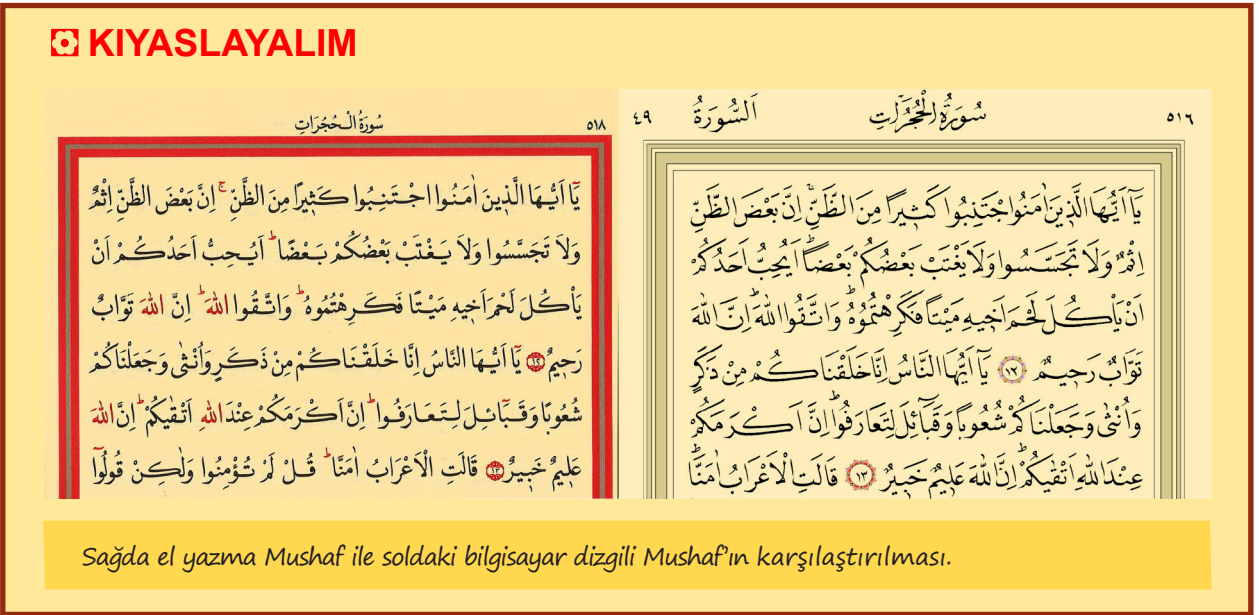 KIYASLAYALIM
سُورَةُ الْحُجُرَاتِ ٥١٨
يَٓا اَيُّهَا الَّذٖينَ اٰمَنُوا اجْتَنِبُوا كَثٖيرًا مِنَ الظَّنِّ ۚ اِنَّ بَعْضَ الظَّنِّ اِثْمٌ
وَلَا تَجَسَّسُوا وَلَا يَغْتَبْ بَعْضُكُمْ بَعْضًا ؕ اَيُحِبُّ اَحَدُكُمْ اَنْ
يَاْكُلَ لَحْمَ اَخٖيهِ مَيْتًا فَكَرِهْتُمُوهُ ؕ وَاتَّقُوا اللّٰهَ ؕ اِنَّ اللّٰهَ تَوَّابٌ
رَحٖيمٌ ١٢ يَٓا اَيُّهَا النَّاسُ اِنَّا خَلَقْنَاكُمْ مِنْ ذَكَرٍ وَاُنْثٰى وَجَعَلْنَاكُمْ
شُعُوبًا وَقَبَٓائِلَ لِتَعَارَفُوا ؕ اِنَّ اَكْرَمَكُمْ عِنْدَ اللّٰهِ اَتْقٰيكُمْ ؕ اِنَّ اللّٰهَ
عَلٖيمٌ خَبٖيرٌ ١٣ قَالَتِ الْاَعْرَابُ اٰمَنَّا ؕ قُلْ لَمْ تُؤْمِنُوا وَلٰكِنْ قُولُٓوا
٥١٦ سُورَةُ الْحُجُرَاتِ اَلسُّورَةُ ٤٩
يَٓا اَيُّهَا الَّذٖينَ اٰمَنُوا اجْتَنِبُوا كَثٖيرًا مِنَ الظَّنِّۚ اِنَّ بَعْضَ الظَّنِّ
اِثْمٌ وَلَا تَجَسَّسُوا وَلَا يَغْتَبْ بَعْضُكُمْ بَعْضًاؕ اَيُحِبُّ اَحَدُكُمْ
اَنْ يَاْكُلَ لَحْمَ اَخٖيهِ مَيْتًا فَكَرِهْتُمُوهُؕ وَاتَّقُوا اللّٰهَؕ اِنَّ اللّٰهَ
تَوَّابٌ رَحٖيمٌ ١٢ يَٓا اَيُّهَا النَّاسُ اِنَّا خَلَقْنَاكُمْ مِنْ ذَكَرٍ
وَاُنْثٰى وَجَعَلْنَاكُمْ شُعُوبًا وَقَبَٓائِلَ لِتَعَارَفُواؕ اِنَّ اَكْرَمَكُمْ
عِنْدَ اللّٰهِ اَتْقٰيكُمْؕ اِنَّ اللّٰهَ عَلٖيمٌ خَبٖيرٌ ١٣ قَالَتِ الْاَعْرَابُ اٰمَنَّاؕ
Sağda el yazma Mushaf ile soldaki bilgisayar dizgili Mushaf'ın karşılaştırılması.